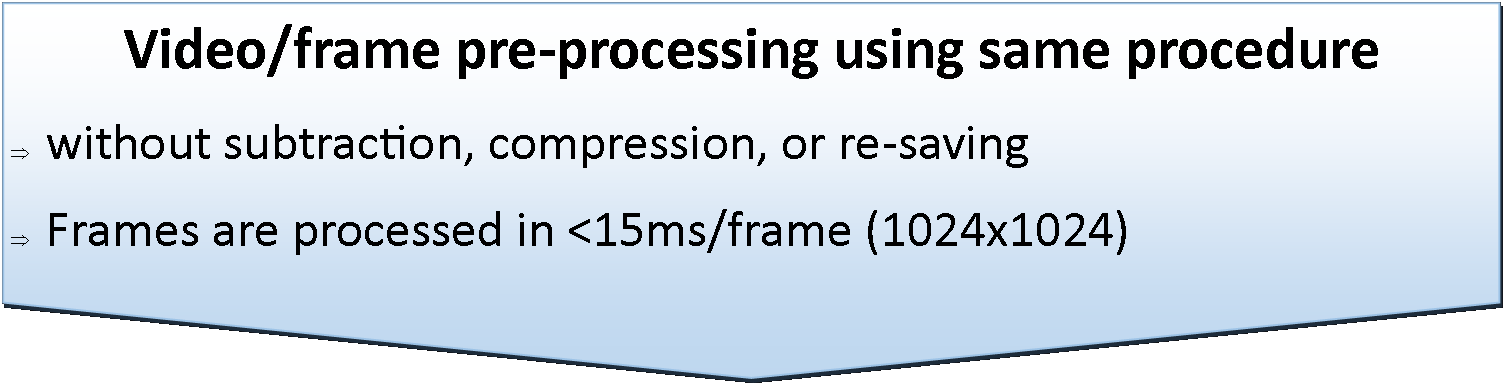 Video/frame pre-processing using same procedure
⇒ without subtraction, compression, or re-saving
⇒ Frames are processed in <15ms/frame (1024x1024)